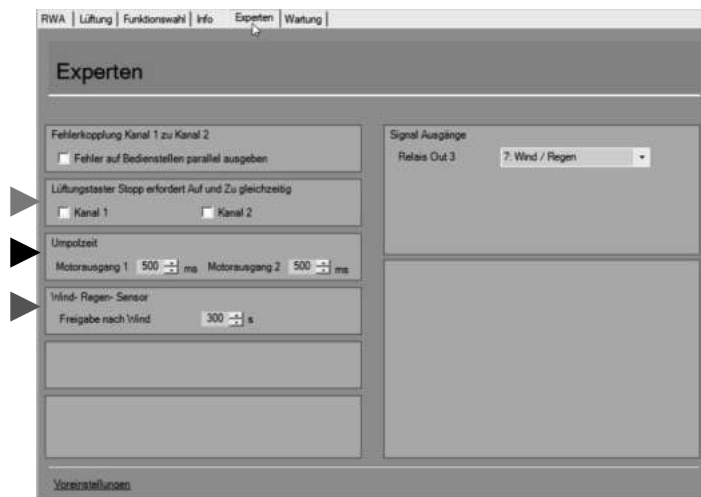 RWA Lüftung Funktionswahl Info Experten Wartung
Experten
Fehlerkopplung Kanal 1 zu Kanal 2
Fehler auf Bedienstellen parallel ausgeben
Lüftungstaster Stopp erfordert Auf und Zu gleichzeitig
Kanal 1 Kanal 2
Umpolzeit
Motorausgang 1 500 ms Motorausgang 2 500 ms
Wind- Regen- Sensor
Freigabe nach Wind 300 s
Signal Ausgänge
Relais Out 3 7: Wind / Regen
Voreinstellungen